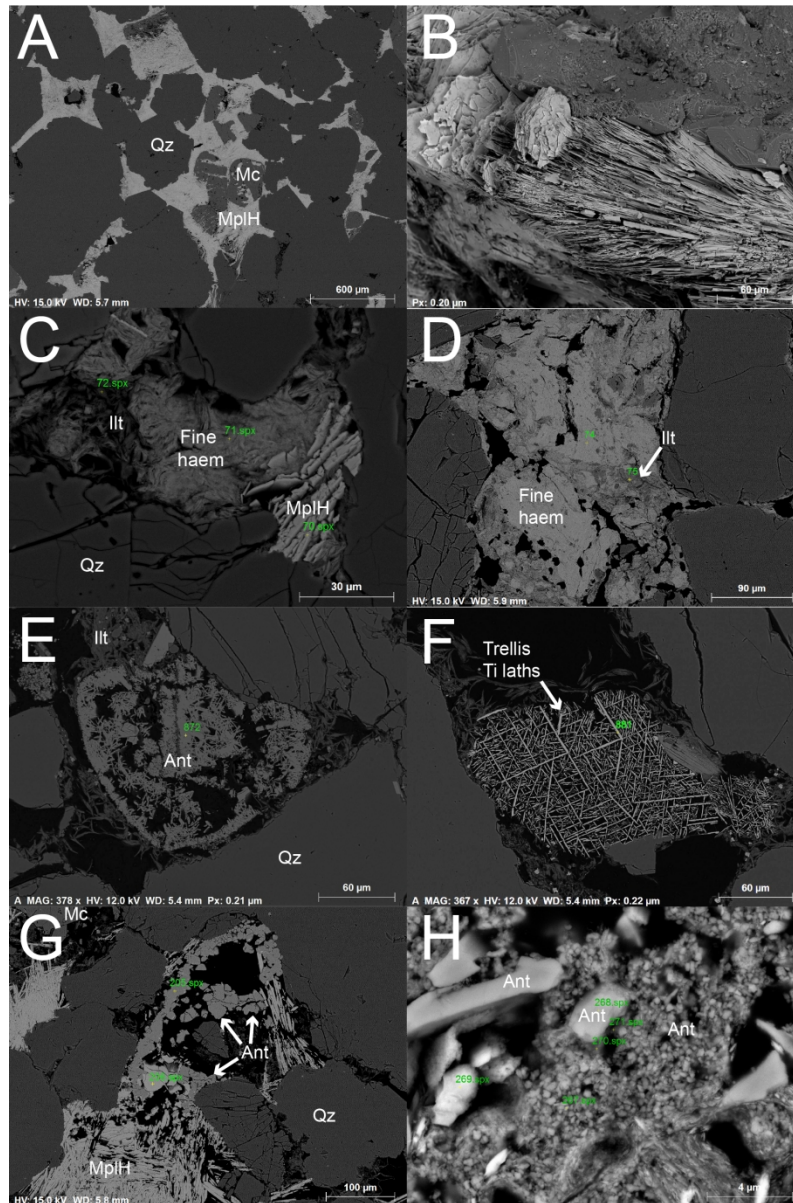 A
Qz
Mc
MplH
HV: 15.0 kV WD: 5.7 mm
600 µm
B
Px: 0.20 µm
60 µm
C
72.spx
Ilt
Fine
haem
71.spx
MplH
70.spx
Qz
30 µm
D
Ilt
Fine
haem
HV: 15.0 kV WD: 5.9 mm
90 µm
E
Ilt
872
Ant
Qz
A MAG: 378 x HV: 12.0 kV WD: 5.4 mm Px: 0.21 µm
60 µm
F
Trellis
Ti laths
A MAG: 367 x HV: 12.0 kV WD: 5.4 mm Px: 0.22 µm
60 µm
G
Mc
Ant
Qz
MplH
HV: 15.0 kV WD: 5.8 mm
100 µm
H
Ant
268.spx
Ant
271.spx
Ant
270.spx
269.spx
4 µm